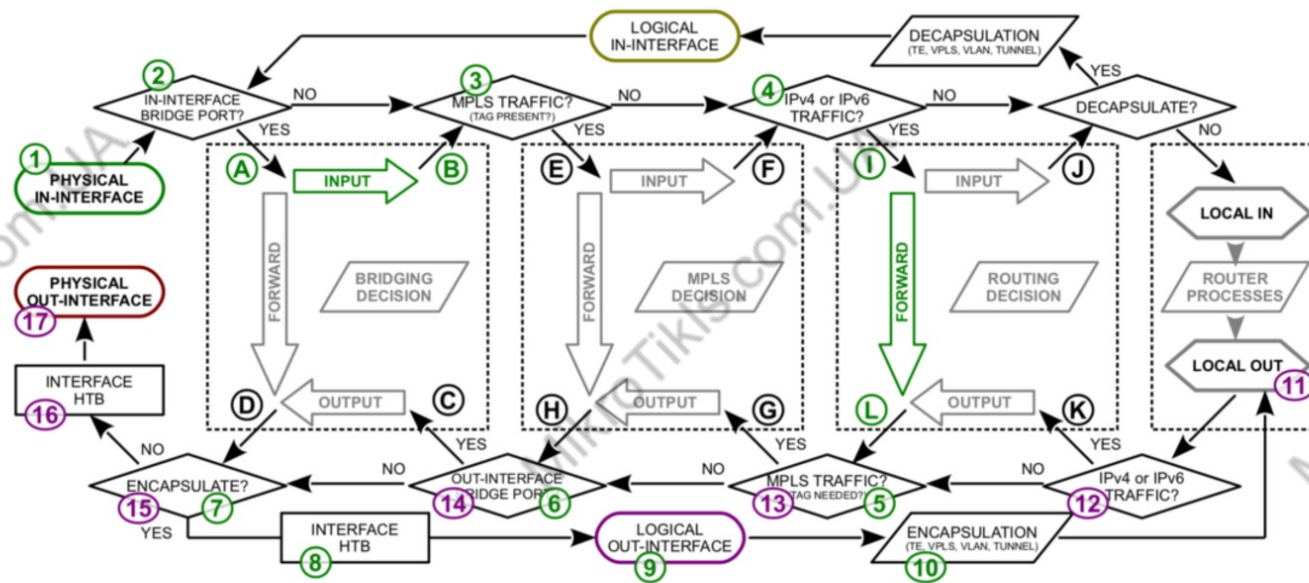 LOGICAL
IN-INTERFACE
DECAPSULATION
(TE, VPLS, VLAN, TUNNEL)
YES
2
IN-INTERFACE
BRIDGE PORT?
NO
YES
3
MPLS TRAFFIC?
(TAG PRESENT?)
NO
YES
4
IPv4 or IPv6
TRAFFIC?
NO
YES
DECAPSULATE?
NO
1
PHYSICAL
IN-INTERFACE
A
INPUT
B
E
INPUT
F
I
INPUT
J
LOCAL IN
FORWARD
BRIDGING
DECISION
FORWARD
MPLS
DECISION
FORWARD
ROUTING
DECISION
ROUTER
PROCESSES
PHYSICAL
OUT-INTERFACE
17
INTERFACE
HTB
16
D
OUTPUT
C
H
OUTPUT
G
L
OUTPUT
K
LOCAL OUT
11
NO
ENCAPSULATE?
15
7
YES
NO
YES
OUT-INTERFACE
BRIDGE PORT
14
6
NO
YES
MPLS TRAFFIC?
(TAG NEEDED?)
13
5
NO
YES
IPv4 or IPv6
TRAFFIC?
12
INTERFACE
HTB
8
LOGICAL
OUT-INTERFACE
9
ENCAPSULATION
(TE, VPLS, VLAN, TUNNEL)
10
om.UA
MikroTikls.com.UA